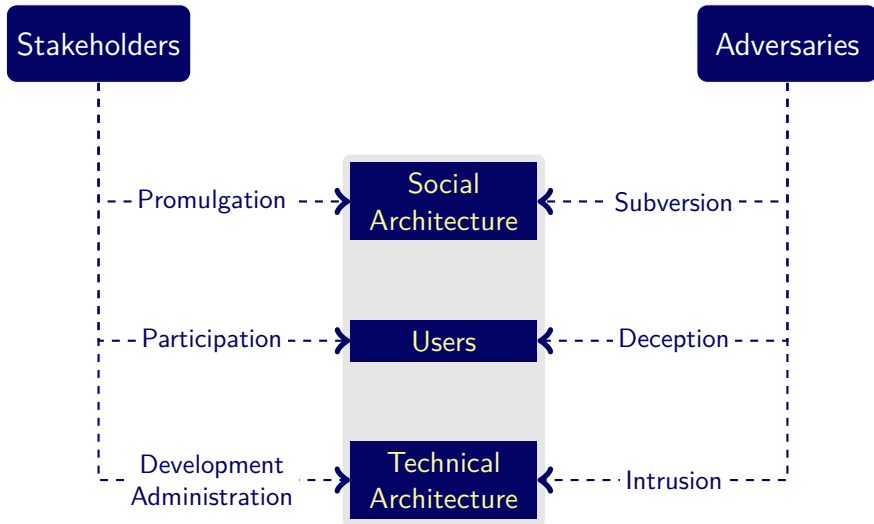 Stakeholders
Adversaries
Promulgation
Social
Architecture
Subversion
Participation
Users
Deception
Development
Administration
Technical
Architecture
Intrusion